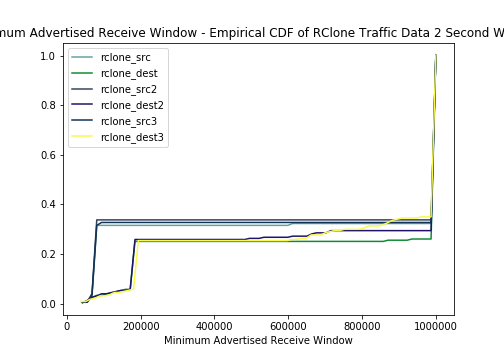 mum Advertised Receive Window - Empirical CDF of RClone Traffic Data 2 Second W
rclone_src
rclone_dest
rclone_src2
rclone_dest2
rclone_src3
rclone_dest3
1.0
0.8
0.6
0.4
0.2
0.0
0 200000 400000 600000 800000 1000000
Minimum Advertised Receive Window